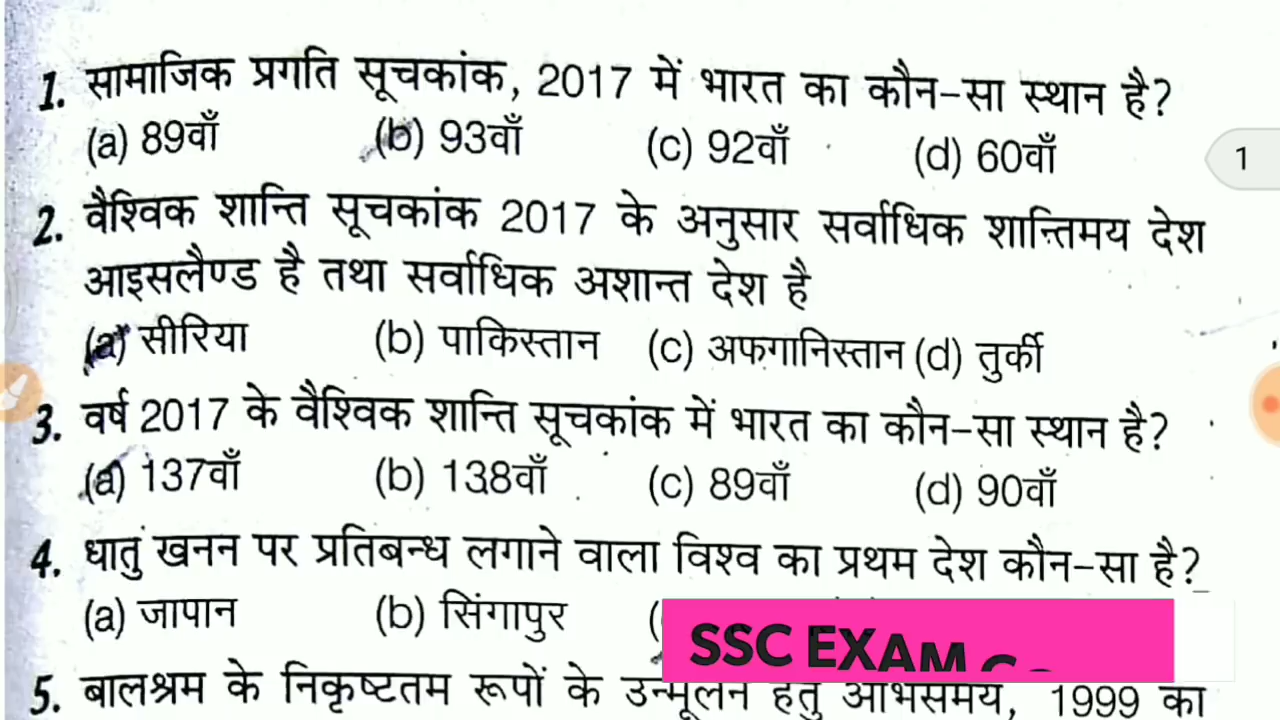 1. सामाजिक प्रगति सूचकांक, 2017 में भारत का कौन-सा स्थान है?
(a) 89वाँ (b) 93वाँ (c) 92वाँ (d) 60वाँ
1
2. वैश्विक शान्ति सूचकांक 2017 के अनुसार सर्वाधिक शान्तिमय देश
आइसलैण्ड है तथा सर्वाधिक अशान्त देश है
(a) सीरिया (b) पाकिस्तान (c) अफगानिस्तान (d) तुर्की
3. वर्ष 2017 के वैश्विक शान्ति सूचकांक में भारत का कौन-सा स्थान है?
(a) 137वाँ (b) 138वाँ (c) 89वाँ (d) 90वाँ
4. धातु खनन पर प्रतिबन्ध लगाने वाला विश्व का प्रथम देश कौन-सा है?
(a) जापान (b) सिंगापुर
SSC EXAM
5. बालश्रम के निकृष्टतम रूपों के उन्मूलन हेतु अभिसमय, 1999 का